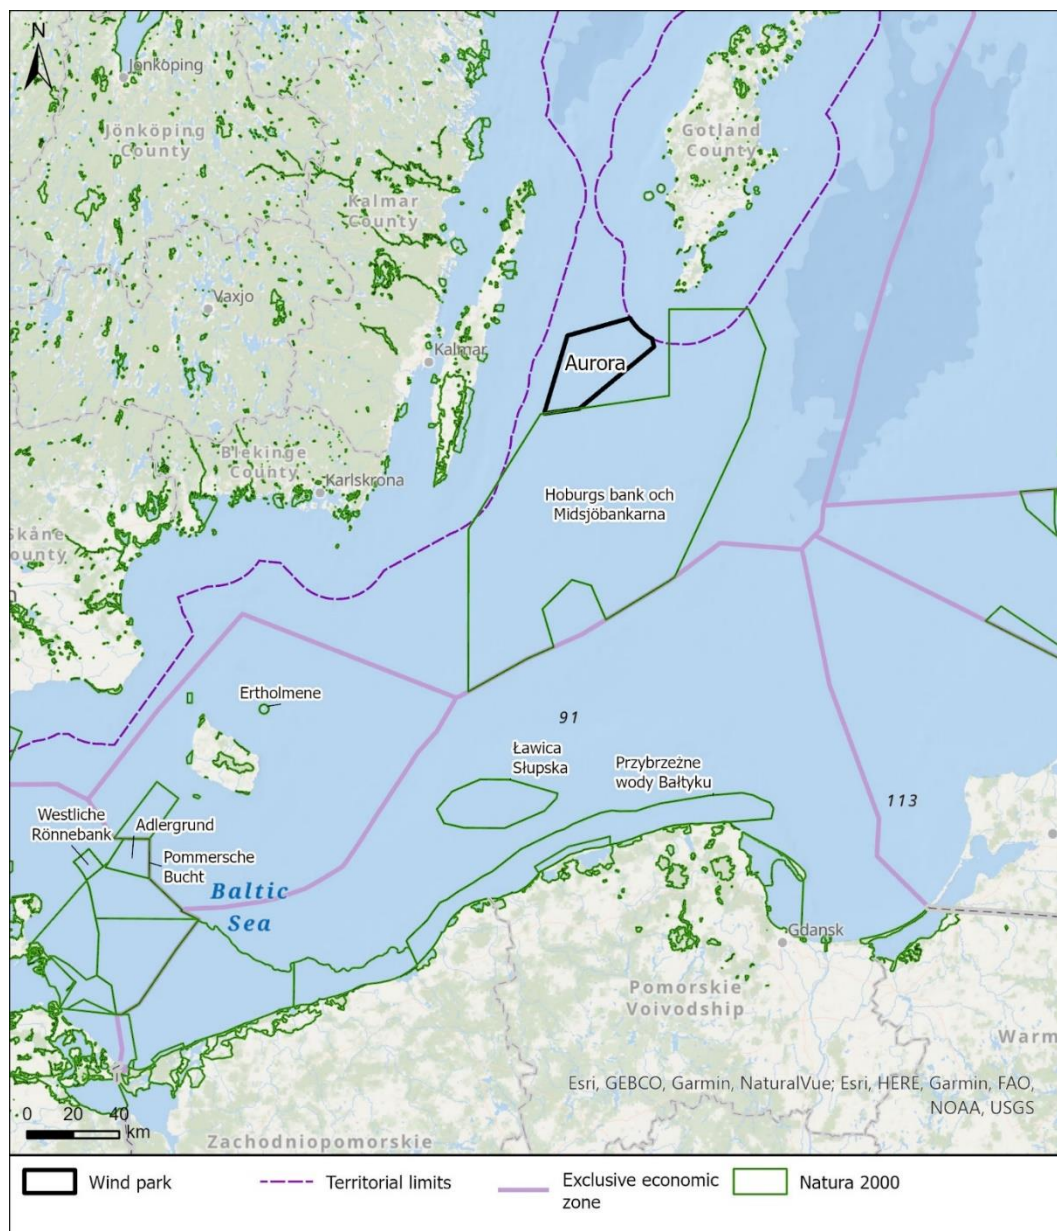 N
Jönköping
Jönköping
County
Gotland
County
Kalmar
County
Vaxjo
Kalmar
Aurora
Blekinge
County
Karlskrona
Hoburgs bank och
Midsjöbankarna
Skåne
ounty
Ertholmene
91
Ławica
Słupska
Przybrzeżne
wody Bałtyku
113
Westliche
Rönnebank
Adlergrund
Pommersche
Bucht
Baltic
Sea
Gdansk
Pomorskie
Voivodship
Warm
Esri, GEBCO, Garmin, NaturalVue; Esri, HERE, Garmin, FAO,
NOAA, USGS
0 20 40
km
Zachodniopomorskie
Wind park
Territorial limits
Exclusive economic
zone
Natura 2000